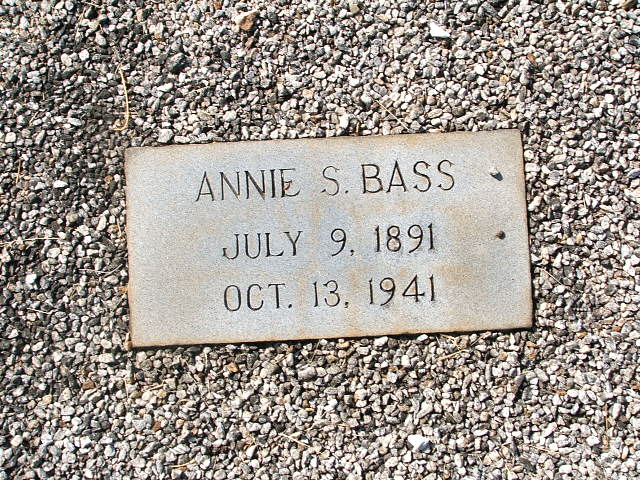 ANNIE S. BASS
JULY 9, 1891
OCT. 13, 1941